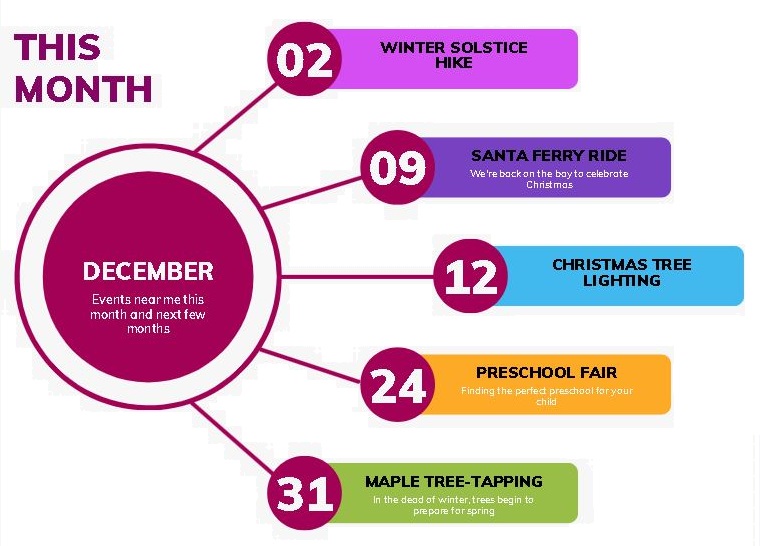 THIS
MONTH
02
WINTER SOLSTICE
HIKE
09
SANTA FERRY RIDE
We're back on the bay to celebrate
Christmas
DECEMBER
Events near me this
month and next few
months
12
CHRISTMAS TREE
LIGHTING
24
PRESCHOOL FAIR
Finding the perfect preschool for your
child
31
MAPLE TREE-TAPPING
In the dead of winter, trees begin to
prepare for spring